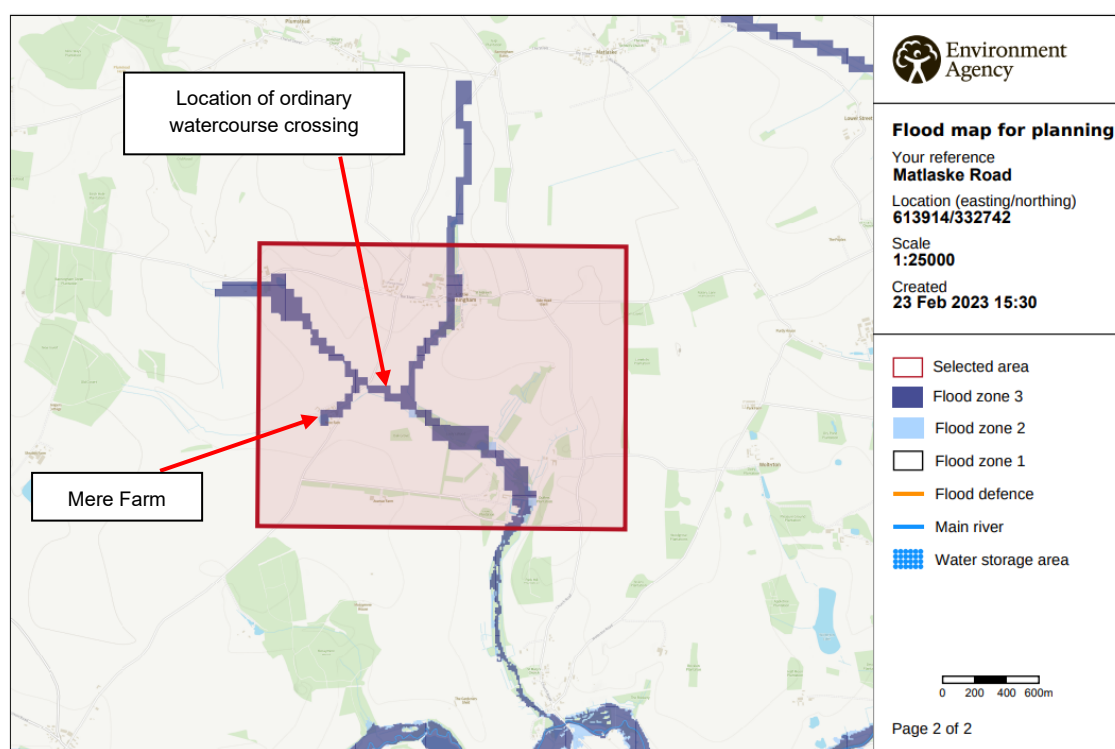 Plumstead
Matlaske
Location of ordinary
watercourse crossing
Mere Farm
Environment
Agency
Flood map for planning
Your reference
Matlaske Road
Location (easting/northing)
613914/332742
Scale
1:25000
Created
23 Feb 2023 15:30
Selected area
Flood zone 3
Flood zone 2
Flood zone 1
Flood defence
Main river
Water storage area
0 200 400 600m
Page 2 of 2